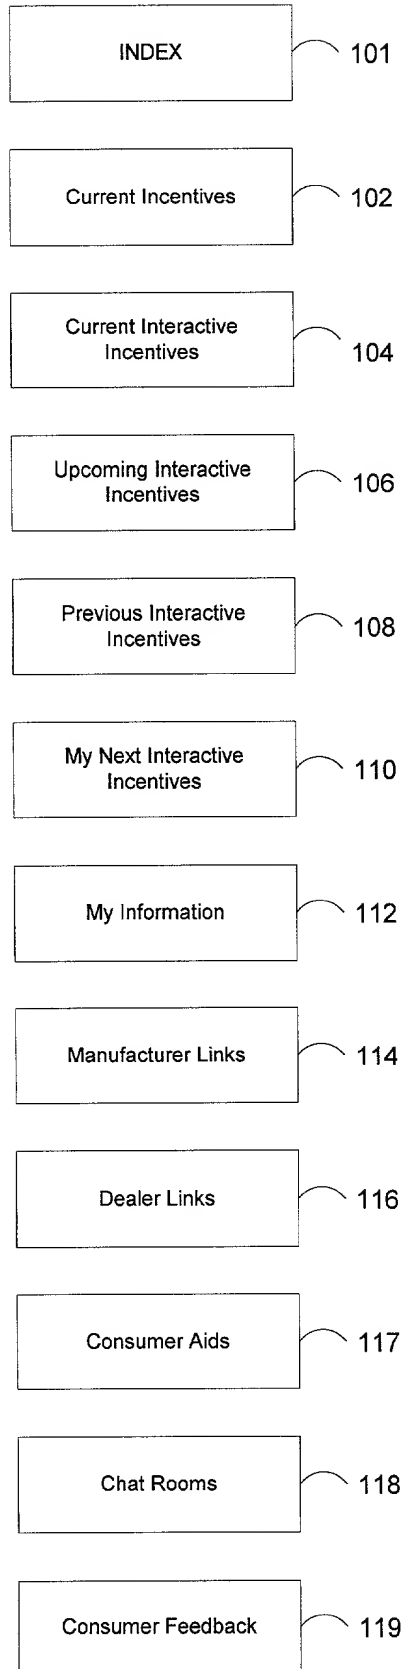 INDEX
101
Current Incentives
102
Current Interactive
Incentives
104
Upcoming Interactive
Incentives
106
Previous Interactive
Incentives
108
My Next Interactive
Incentives
110
My Information
112
Manufacturer Links
114
Dealer Links
116
Consumer Aids
117
Chat Rooms
118
Consumer Feedback
119